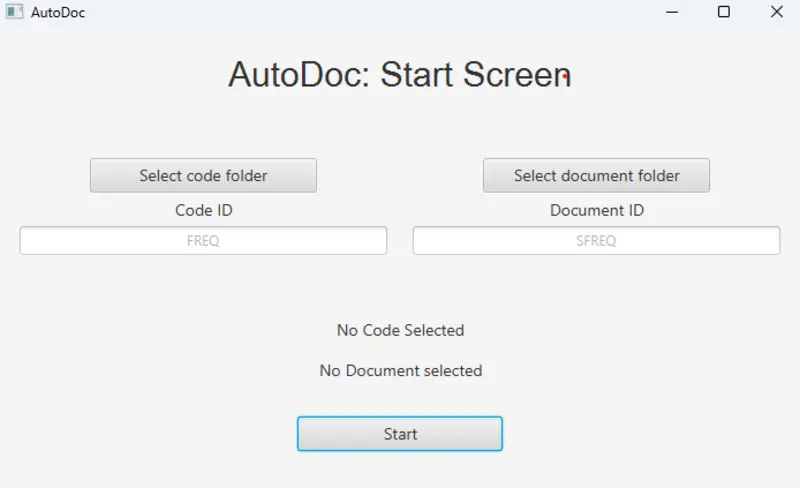 AutoDoc
AutoDoc: Start Screen
Select code folder
Select document folder
Code ID
Document ID
FREQ
SFREQ
No Code Selected
No Document selected
Start